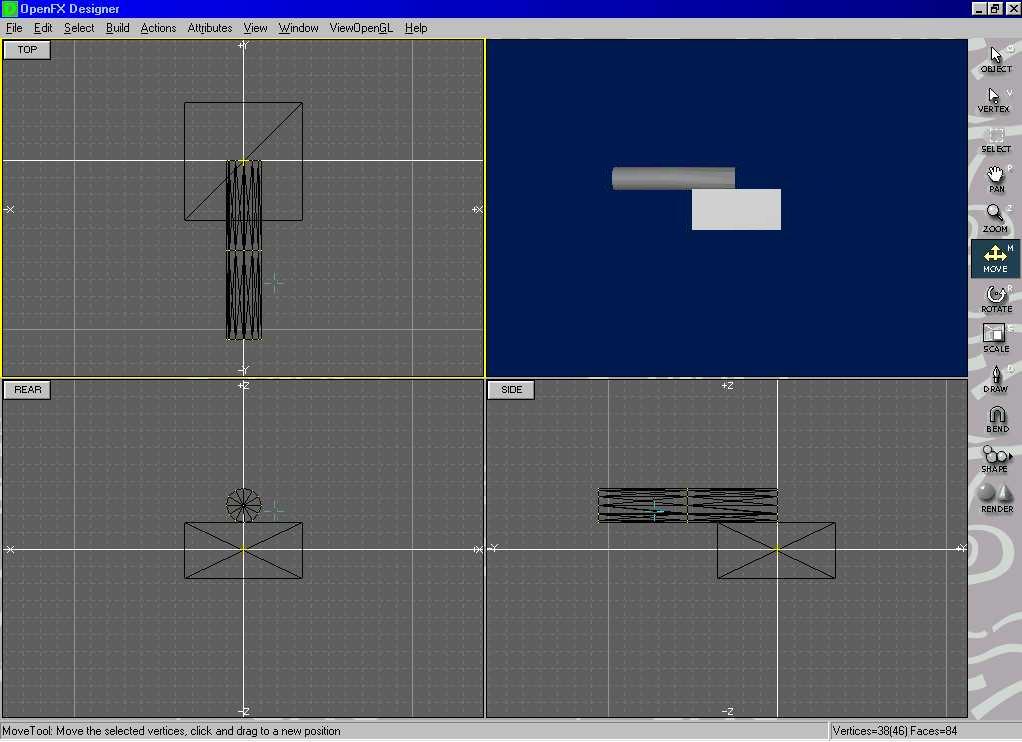 OpenFX Designer
File Edit Select Build Actions Attributes View Window ViewOpenGL Help
TOP
+Y
-X
+X
-Y
REAR
+Z
-X
+X
-Z
SIDE
+Z
-Y
+Y
-Z
OBJECT
V
VERTEX
SELECT
P
PAN
Z
ZOOM
M
MOVE
R
ROTATE
SCALE
DRAW
BEND
SHAPE
RENDER
MoveTool: Move the selected vertices, click and drag to a new position
Vertices=38(46) Faces=84